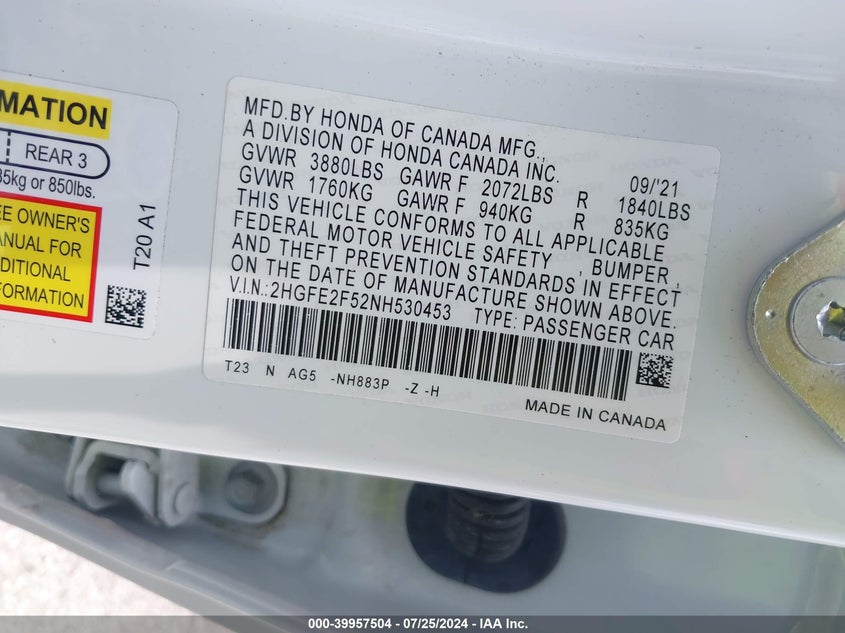 MATION
REAR 3
35kg or 850lbs.
EE OWNER'S
ANUAL FOR
DDITIONAL
FORMATION
T20 A1
MFD.BY HONDA OF CANADA MFG.,
A DIVISION OF HONDA CANADA INC. 09/'21
GVWR 3880LBS GAWR F 2072LBS R 1840LBS
GVWR 1760KG GAWR F 940KG R 835KG
THIS VEHICLE CONFORMS TO ALL APPLICABLE
FEDERAL MOTOR VEHICLE SAFETY , BUMPER ,
AND THEFT PREVENTION STANDARDS IN EFFECT
ON THE DATE OF MANUFACTURE SHOWN ABOVE.
V.I.N.:2HGFE2F52NH530453 TYPE: PASSENGER CAR
T23 N AG5 -NH883P -Z -H
MADE IN CANADA
000-39957504 - 07/25/2024 - IAA Inc.